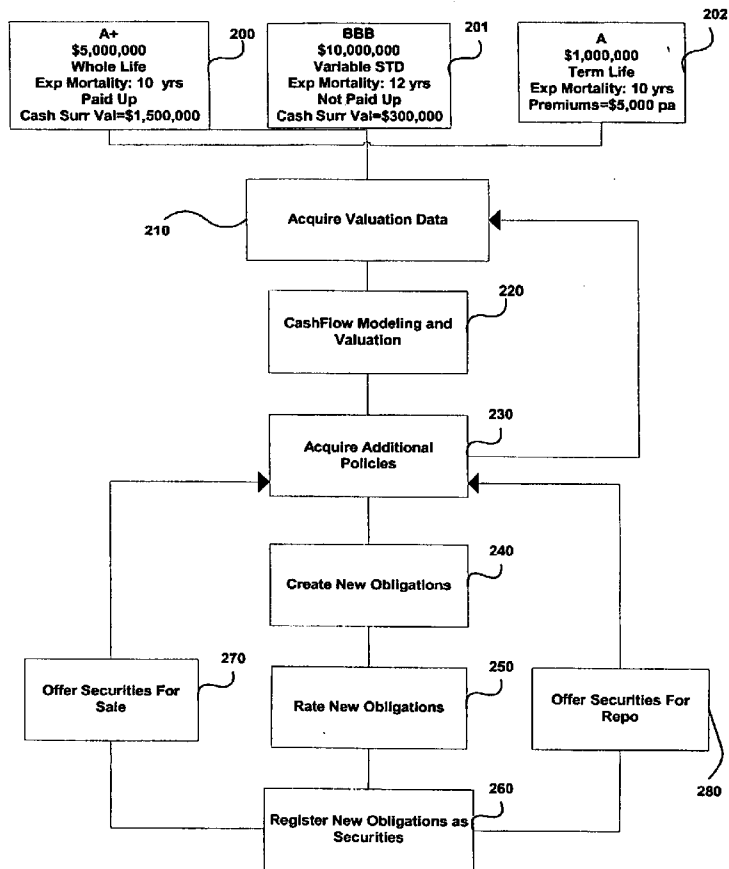 A+
$5,000,000
Whole Life
Exp Mortality: 10 yrs
Paid Up
Cash Surr Val=$1,500,000
200
BBB
$10,000,000
Variable STD
Exp Mortality: 12 yrs
Not Paid Up
Cash Surr Val=$300,000
201
A
$1,000,000
Term Life
Exp Mortality: 10 yrs
Premiums=$5,000 pa
202
Acquire Valuation Data
210
CashFlow Modeling and
Valuation
220
Acquire Additional
Policies
230
Create New Obligations
240
Offer Securities For
Sale
270
Rate New Obligations
250
Offer Securities For
Repo
280
Register New Obligations as
Securities
260